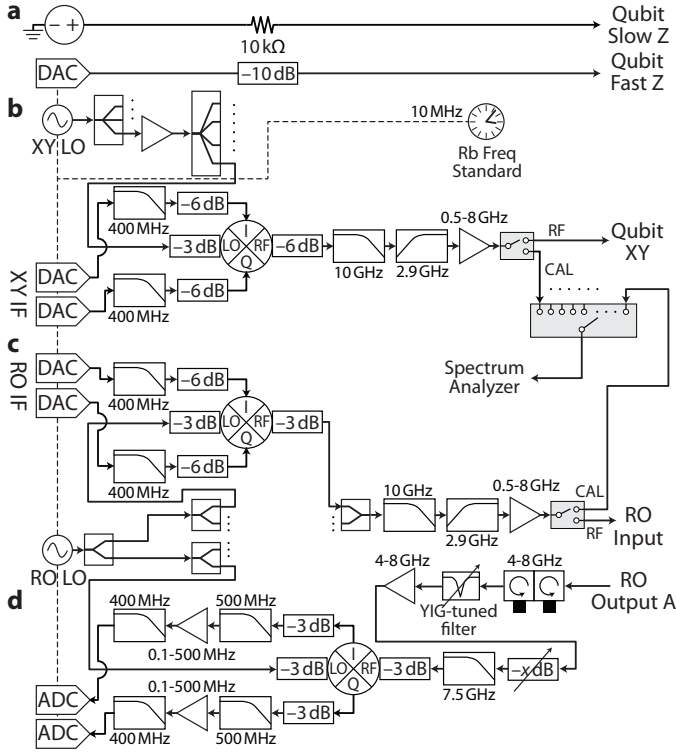 a
− +
10 kΩ
Qubit
Slow Z
DAC
−10 dB
Qubit
Fast Z
b
XY LO
10 MHz
Rb Freq
Standard
400 MHz
−6 dB
−3 dB
LO
I
RF
Q
−6 dB
10 GHz
2.9 GHz
0.5-8 GHz
RF
CAL
Qubit
XY
XY IF
DAC
DAC
400 MHz
−6 dB
Spectrum
Analyzer
c
RO IF
DAC
DAC
400 MHz
−6 dB
−3 dB
LO
I
RF
Q
−3 dB
400 MHz
−6 dB
10 GHz
2.9 GHz
0.5-8 GHz
CAL
RF
RO
Input
RO LO
4-8 GHz
YIG-tuned
filter
4-8 GHz
RO
Output A
d
400 MHz
0.1-500 MHz
500 MHz
−3 dB
−3 dB
LO
I
RF
Q
−3 dB
7.5 GHz
−x dB
ADC
ADC
400 MHz
0.1-500 MHz
500 MHz
−3 dB